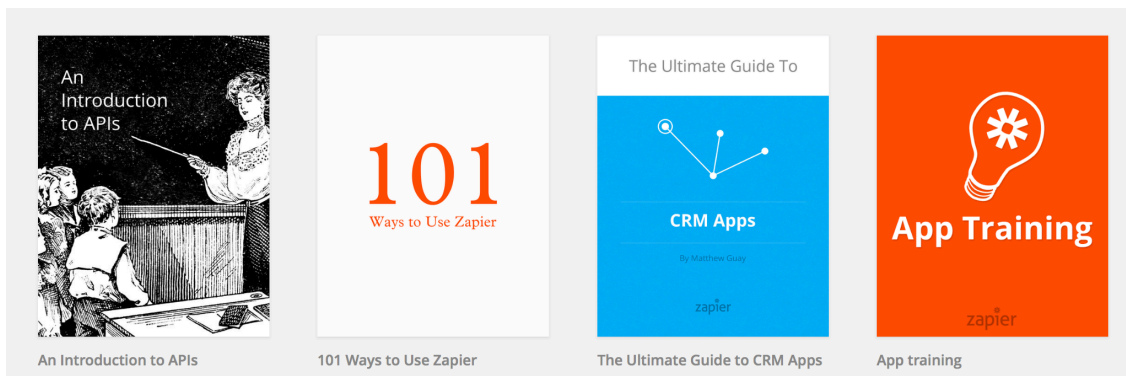 An
Introduction
to APIs
An Introduction to APIs
101
Ways to Use Zapier
101 Ways to Use Zapier
The Ultimate Guide To
CRM Apps
By Matthew Guay
zapier
The Ultimate Guide to CRM Apps
App Training
zapier
App training